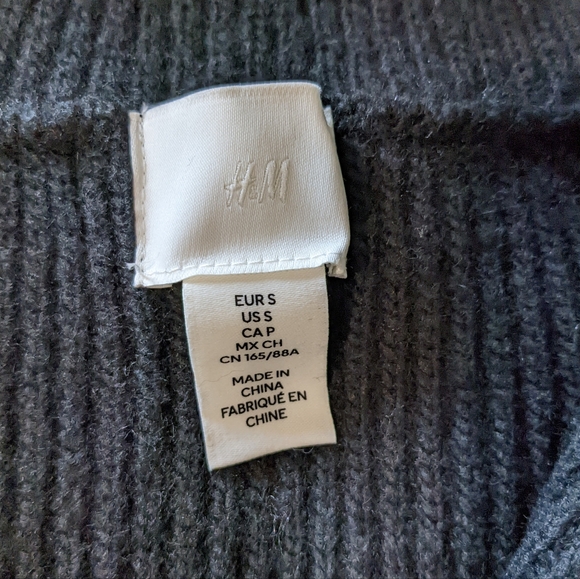 H&M
EUR S
US S
CA P
MX CH
CN 165/88A
MADE IN
CHINA
FABRIQUÉ EN
CHINE